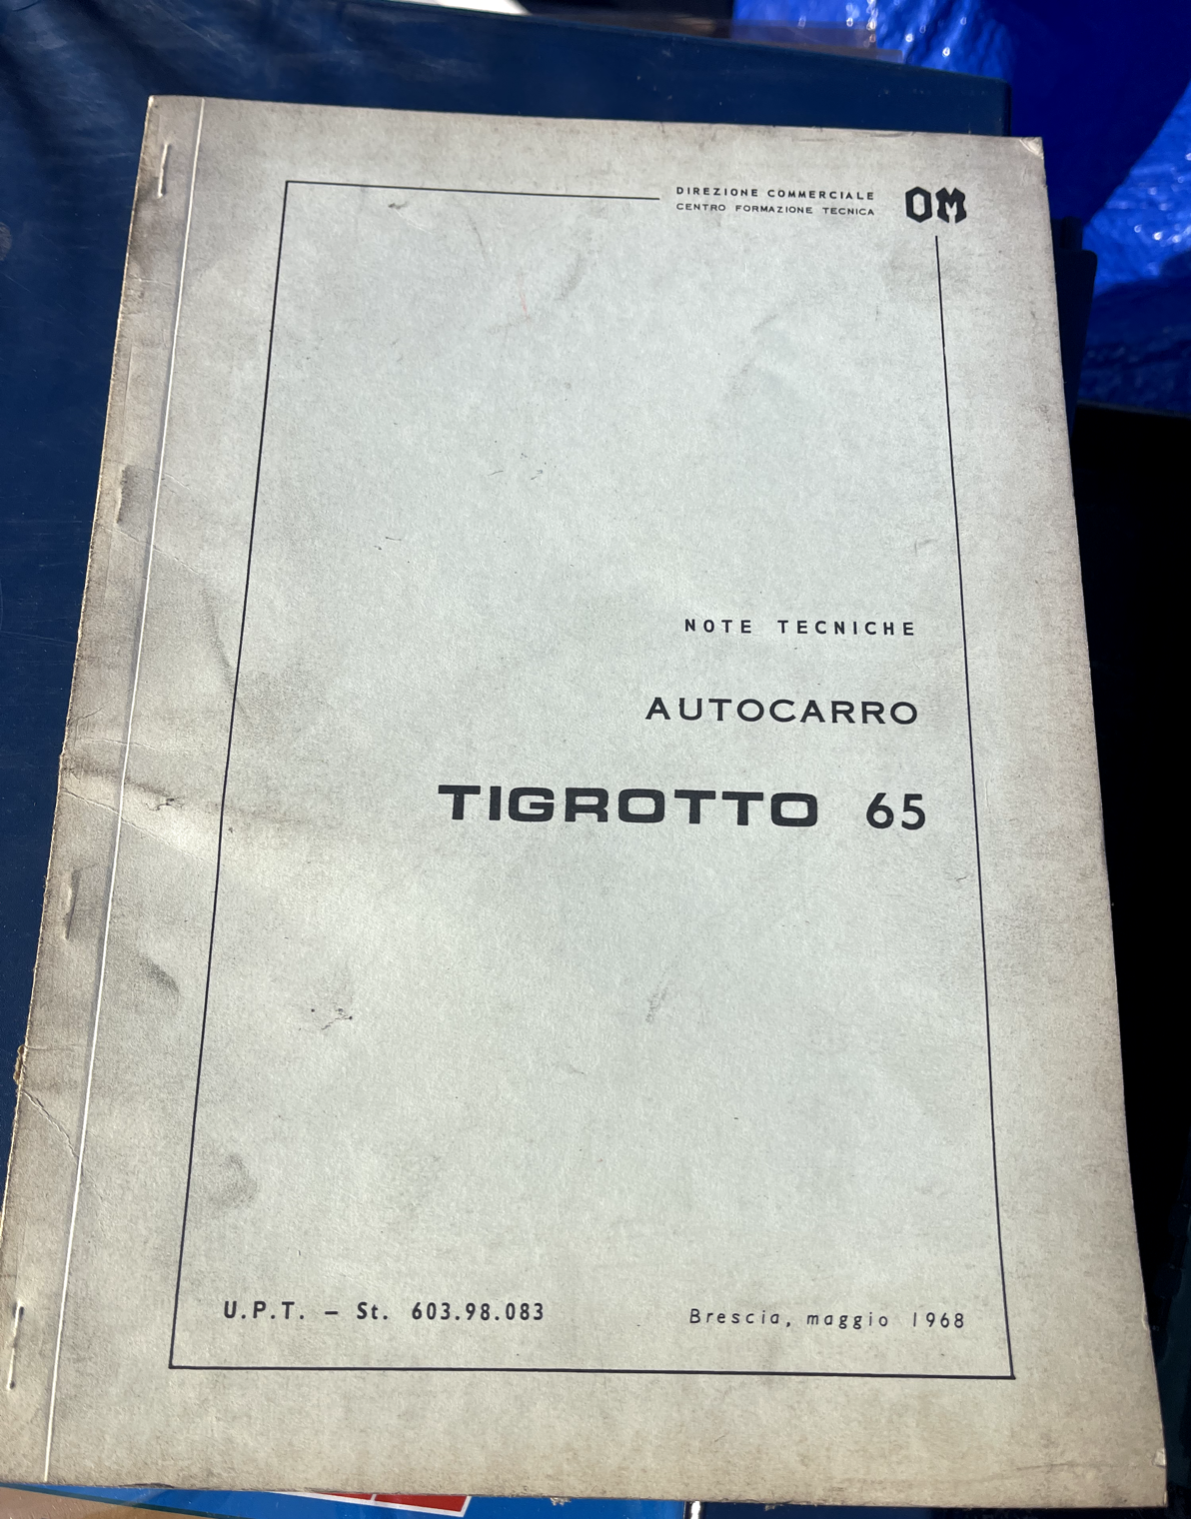 DIREZIONE COMMERCIALE
CENTRO FORMAZIONE TECNICA
OM
NOTE TECNICHE
AUTOCARRO
TIGROTTO 65
U.P.T. – St. 603.98.083
Brescia, maggio 1968